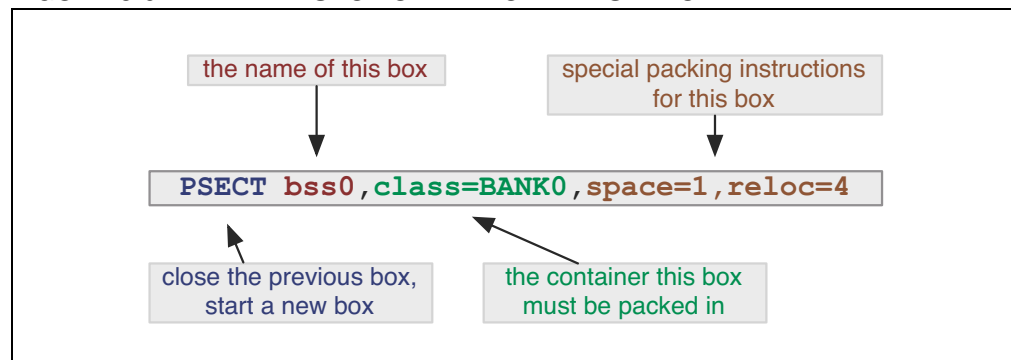 the name of this box
special packing instructions
for this box
PSECT bss0,class=BANK0,space=1,reloc=4
close the previous box,
start a new box
the container this box
must be packed in